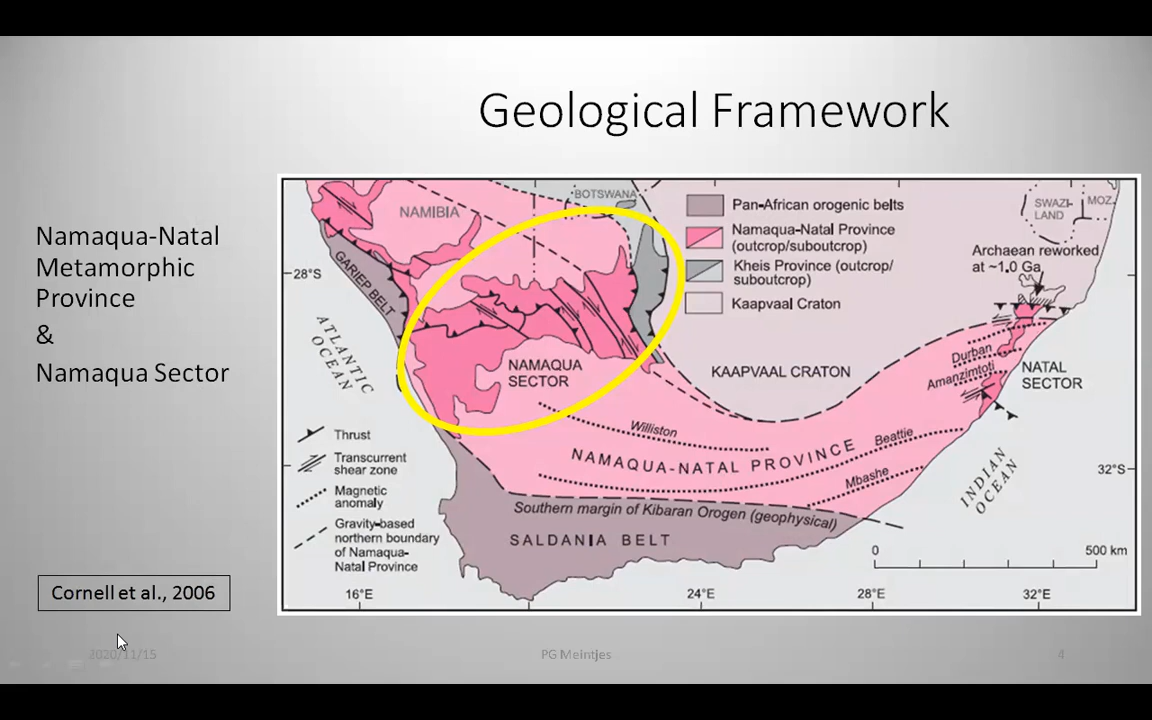 Geological Framework
Namaqua-Natal
Metamorphic
Province
&
Namaqua Sector
Cornell et al., 2006
BOTSWANA
NAMIBIA
GARIEP BELT
28°S
ATLANTIC
OCEAN
NAMAQUA
SECTOR
Pan-African orogenic belts
Namaqua-Natal Province
(outcrop/suboutcrop)
Kheis Province (outcrop/
suboutcrop)
Kaapvaal Craton
SWAZI-
LAND
MOZ.
Archaean reworked
at ~1.0 Ga
KAAPVAAL CRATON
Durban
Amanzimtoti
NATAL
SECTOR
Williston
NAMAQUA-NATAL PROVINCE
Beattie
Mbashe
INDIAN
OCEAN
32°S
Southern margin of Kibaran Orogen (geophysical)
SALDANIA BELT
Thrust
Transcurrent
shear zone
Magnetic
anomaly
Gravity-based
northern boundary
of Namaqua-
Natal Province
0
500 km
16°E
24°E
28°E
32°E
2020/11/15
PG Meintjes
4